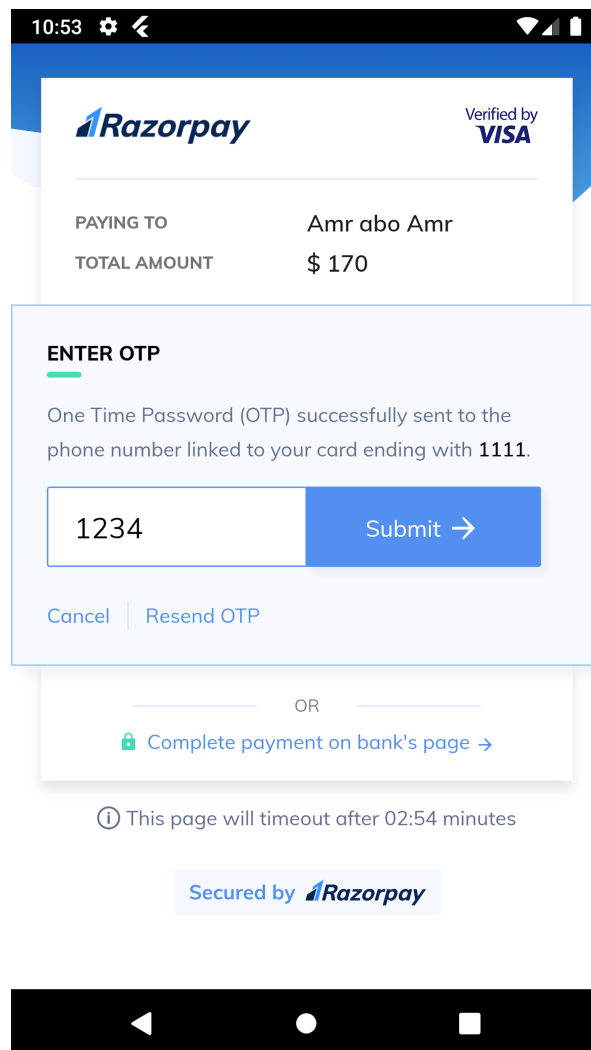 10:53
Razorpay
Verified by
VISA
PAYING TO Amr abo Amr
TOTAL AMOUNT $ 170
ENTER OTP
One Time Password (OTP) successfully sent to the
phone number linked to your card ending with 1111.
1234 Submit →
Cancel Resend OTP
OR
Complete payment on bank's page →
This page will timeout after 02:54 minutes
Secured by Razorpay